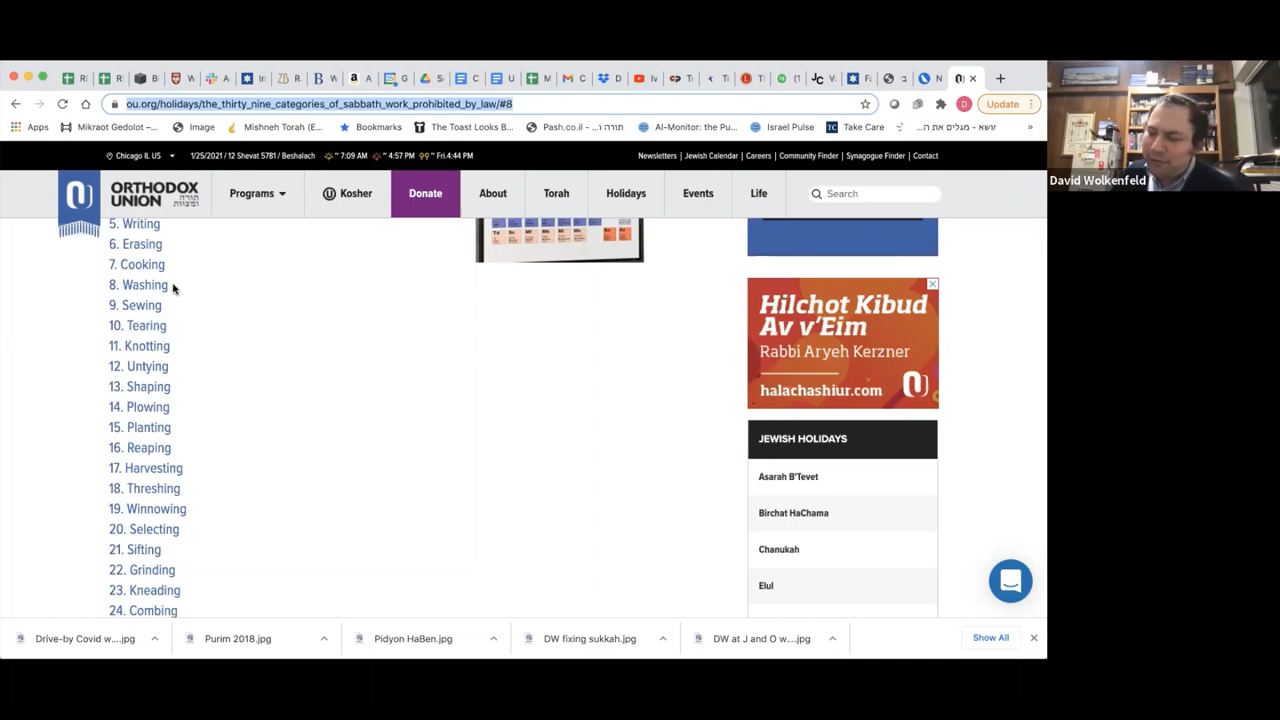 ou.org/holidays/the_thirty_nine_categories_of_sabbath_work_prohibited_by_law/#8
Update
Apps
Mikraot Gedolot –...
Image
Mishneh Torah (E...
Bookmarks
The Toast Looks B...
Pash.co.il – תורה ו...
Al-Monitor: the Pu...
Israel Pulse
Take Care
נושא - מגלים את ה...
»
Chicago IL US
1/25/2021 / 12 Shevat 5781 / Beshalach
7:09 AM
4:57 PM
Fri.4:44 PM
Newsletters | Jewish Calendar | Careers | Community Finder | Synagogue Finder | Contact
ORTHODOX
UNION
תורה
ומצוות
Programs
Kosher
Donate
About
Torah
Holidays
Events
Life
Search
David Wolkenfeld
5. Writing
6. Erasing
7. Cooking
8. Washing
9. Sewing
10. Tearing
11. Knotting
12. Untying
13. Shaping
14. Plowing
15. Planting
16. Reaping
17. Harvesting
18. Threshing
19. Winnowing
20. Selecting
21. Sifting
22. Grinding
23. Kneading
24. Combing
Hilchot Kibud
Av v'Eim
Rabbi Aryeh Kerzner
halachashiur.com
JEWISH HOLIDAYS
Asarah B'Tevet
Birchat HaChama
Chanukah
Elul
Drive-by Covid w....jpg
Purim 2018.jpg
Pidyon HaBen.jpg
DW fixing sukkah.jpg
DW at J and O w....jpg
Show All